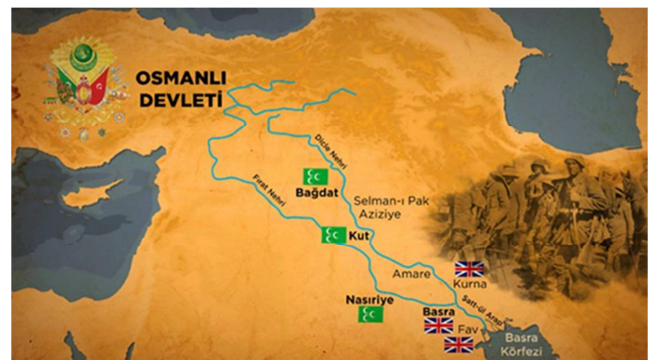 OSMANLI
DEVLETİ
Dicle Nehri
Bağdat
Fırat Nehri
Selman-ı Pak
Aziziye
Kut
Amare
Kurna
Nasıriye
Basra
Şatt-ül Arap
Fav
Basra
Körfezi